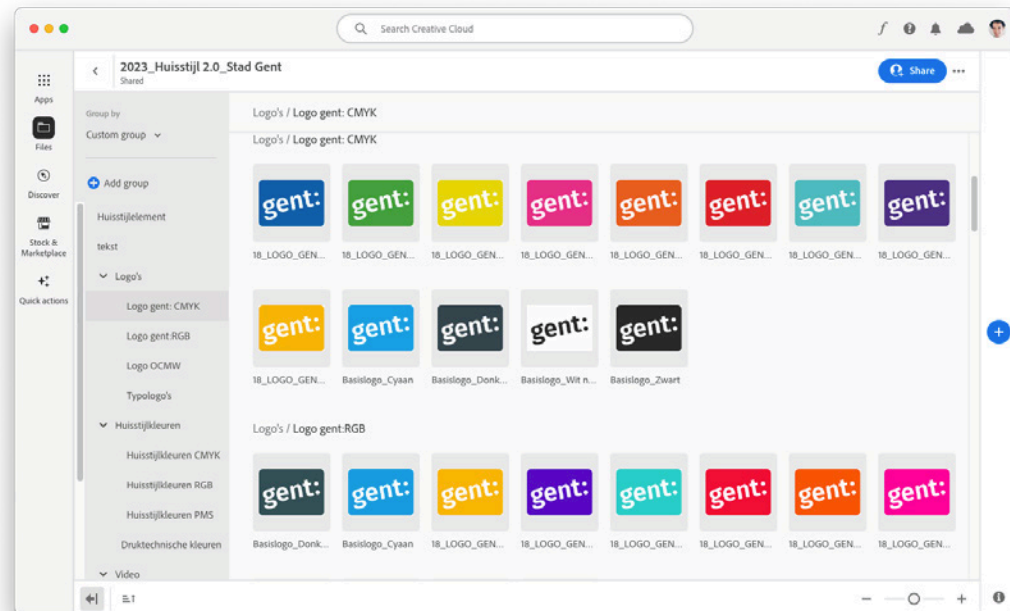 Search Creative Cloud
2023_Huisstijl 2.0_Stad Gent
Shared
Share
Apps
Files
Discover
Stock &
Marketplace
Quick actions
Group by
Custom group
Add group
Huisstijlelement
tekst
Logo's
Logo gent: CMYK
Logo gent:RGB
Logo OCMW
Typologo's
Huisstijlkleuren
Huisstijlkleuren CMYK
Huisstijlkleuren RGB
Huisstijlkleuren PMS
Druktechnische kleuren
Video
Logo's / Logo gent: CMYK
Logo's / Logo gent: CMYK
gent: gent: gent: gent: gent: gent: gent: gent:
18_LOGO_GEN... 18_LOGO_GEN... 18_LOGO_GEN... 18_LOGO_GEN... 18_LOGO_GEN... 18_LOGO_GEN... 18_LOGO_GEN... 18_LOGO_GEN...
gent: gent: gent: gent: gent:
18_LOGO_GEN... Basislogo_Cyaan Basislogo_Donk... Basislogo_Wit n... Basislogo_Zwart
Logo's / Logo gent:RGB
gent: gent: gent: gent: gent: gent: gent: gent:
Basislogo_Donk... Basislogo_Cyaan 18_LOGO_GEN... 18_LOGO_GEN... 18_LOGO_GEN... 18_LOGO_GEN... 18_LOGO_GEN... 18_LOGO_GEN...